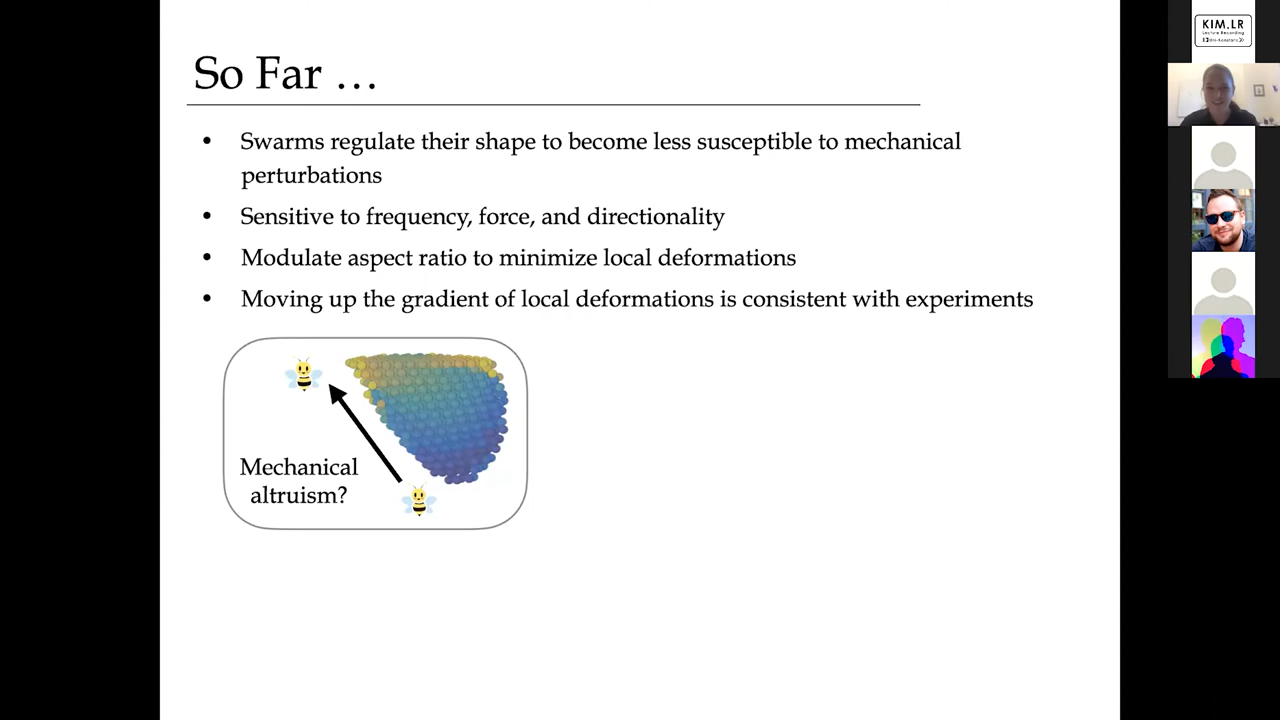 So Far …
• Swarms regulate their shape to become less susceptible to mechanical
perturbations
• Sensitive to frequency, force, and directionality
• Modulate aspect ratio to minimize local deformations
• Moving up the gradient of local deformations is consistent with experiments
Mechanical
altruism?
KIM.LR
Lecture Recording